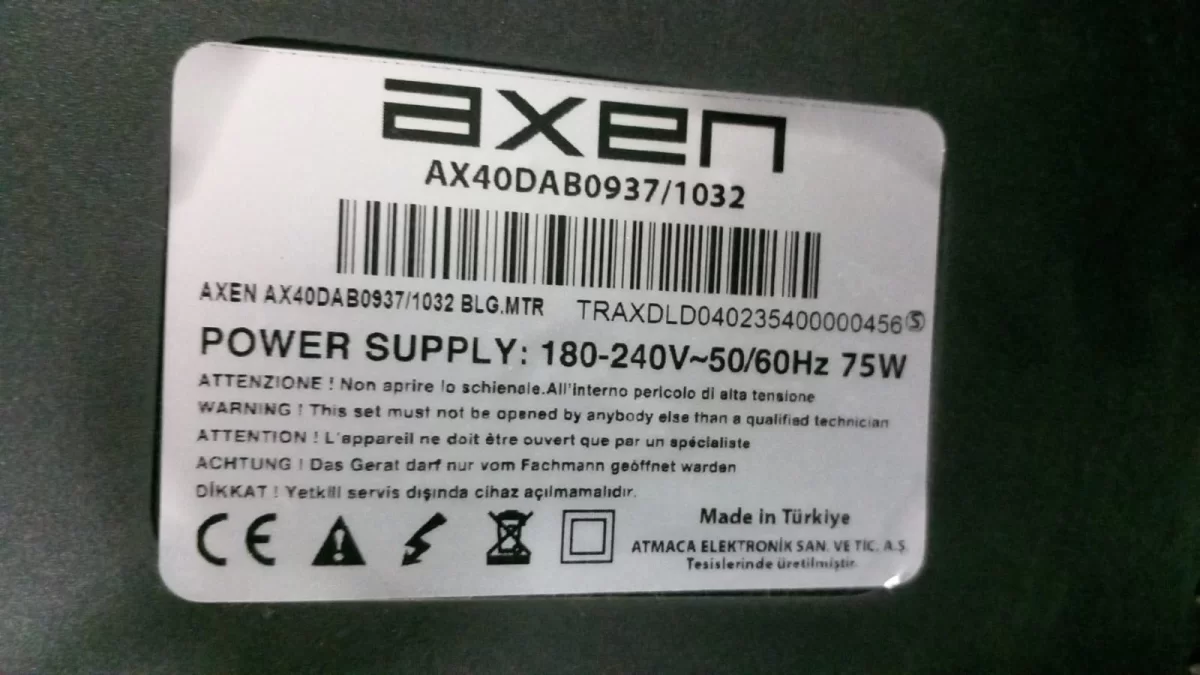 axen
AX40DAB0937/1032
AXEN AX40DAB0937/1032 BLG.MTR TRAXDLD040235400000456 Ⓢ
POWER SUPPLY: 180-240V~50/60Hz 75W
ATTENZIONE ! Non aprire lo schienale.All'interno pericolo di alta tensione
WARNING ! This set must not be opened by anybody else than a qualified technician
ATTENTION ! L'appareil ne doit être ouvert que par un spécialiste
ACHTUNG ! Das Gerat darf nur vom Fachmann geöffnet warden
DİKKAT ! Yetkili servis dışında cihaz açılmamalıdır.
CE
Made in Türkiye
ATMACA ELEKTRONİK SAN. VE TİC. A.Ş.
Tesislerinde üretilmiştir.